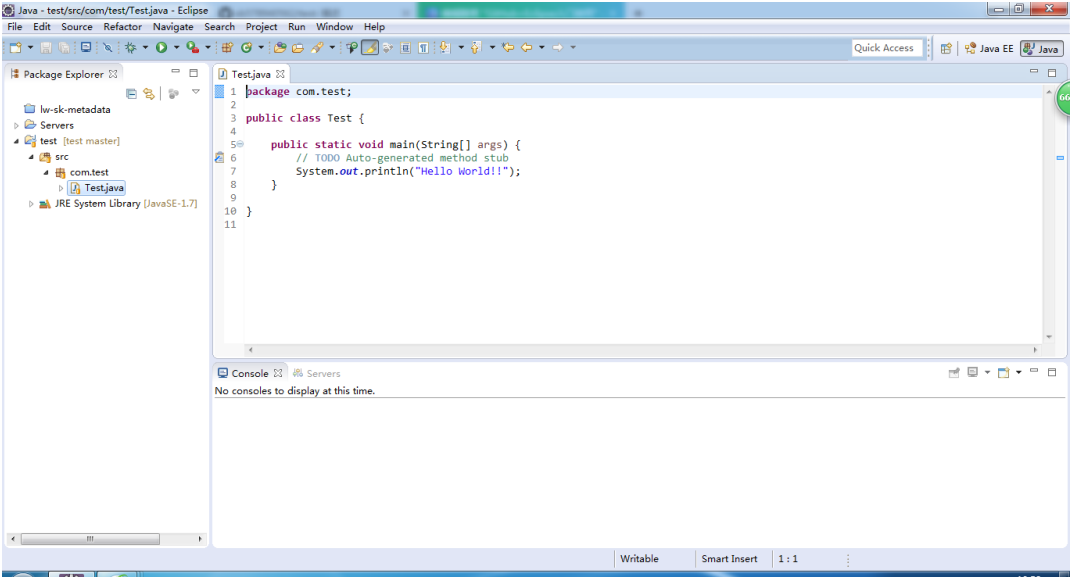 Java - test/src/com/test/Test.java - Eclipse
File Edit Source Refactor Navigate Search Project Run Window Help
Quick Access Java EE Java
Package Explorer
lw-sk-metadata
Servers
test [test master]
src
com.test
Test.java
JRE System Library [JavaSE-1.7]
Test.java
1 package com.test;
2
3 public class Test {
4
5 public static void main(String[] args) {
6 // TODO Auto-generated method stub
7 System.out.println("Hello World!!");
8 }
9
10 }
11
66
Console Servers
No consoles to display at this time.
Writable Smart Insert 1 : 1